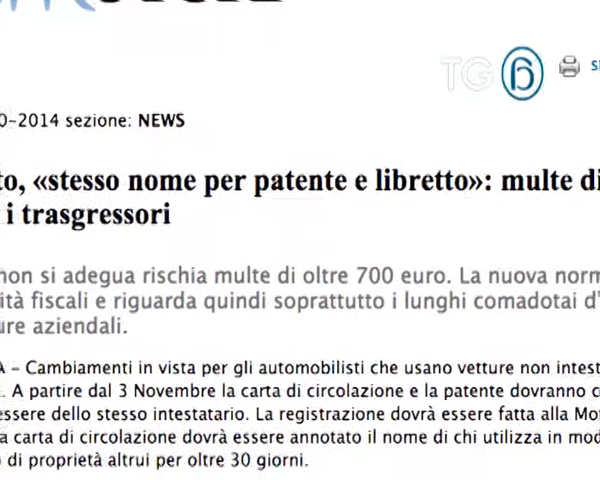 TG6
0-2014 sezione: NEWS
to, «stesso nome per patente e libretto»: multe di
i trasgressori
non si adegua rischia multe di oltre 700 euro. La nuova norm
ità fiscali e riguarda quindi soprattutto i lunghi comadotai d'
ure aziendali.
A – Cambiamenti in vista per gli automobilisti che usano vetture non intest
. A partire dal 3 Novembre la carta di circolazione e la patente dovranno c
essere dello stesso intestatario. La registrazione dovrà essere fatta alla Mo
a carta di circolazione dovrà essere annotato il nome di chi utilizza in mod
di proprietà altrui per oltre 30 giorni.